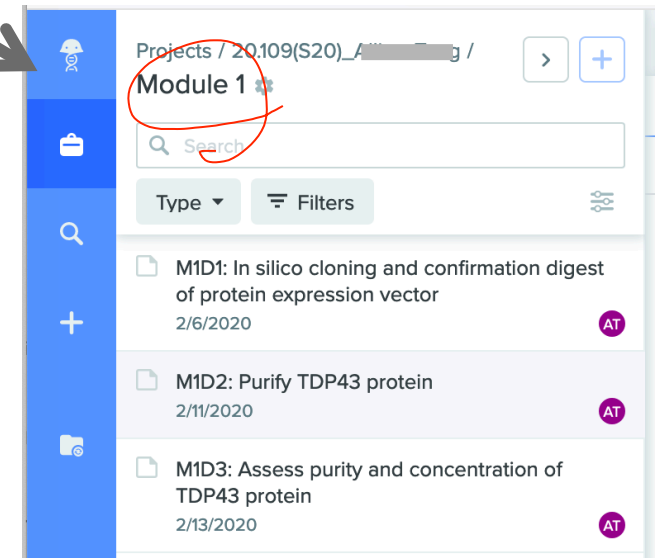 Projects / 20.109(S20)_A g /
Module 1
Search
Type
Filters
M1D1: In silico cloning and confirmation digest
of protein expression vector
2/6/2020
AT
M1D2: Purify TDP43 protein
2/11/2020
AT
M1D3: Assess purity and concentration of
TDP43 protein
2/13/2020
AT